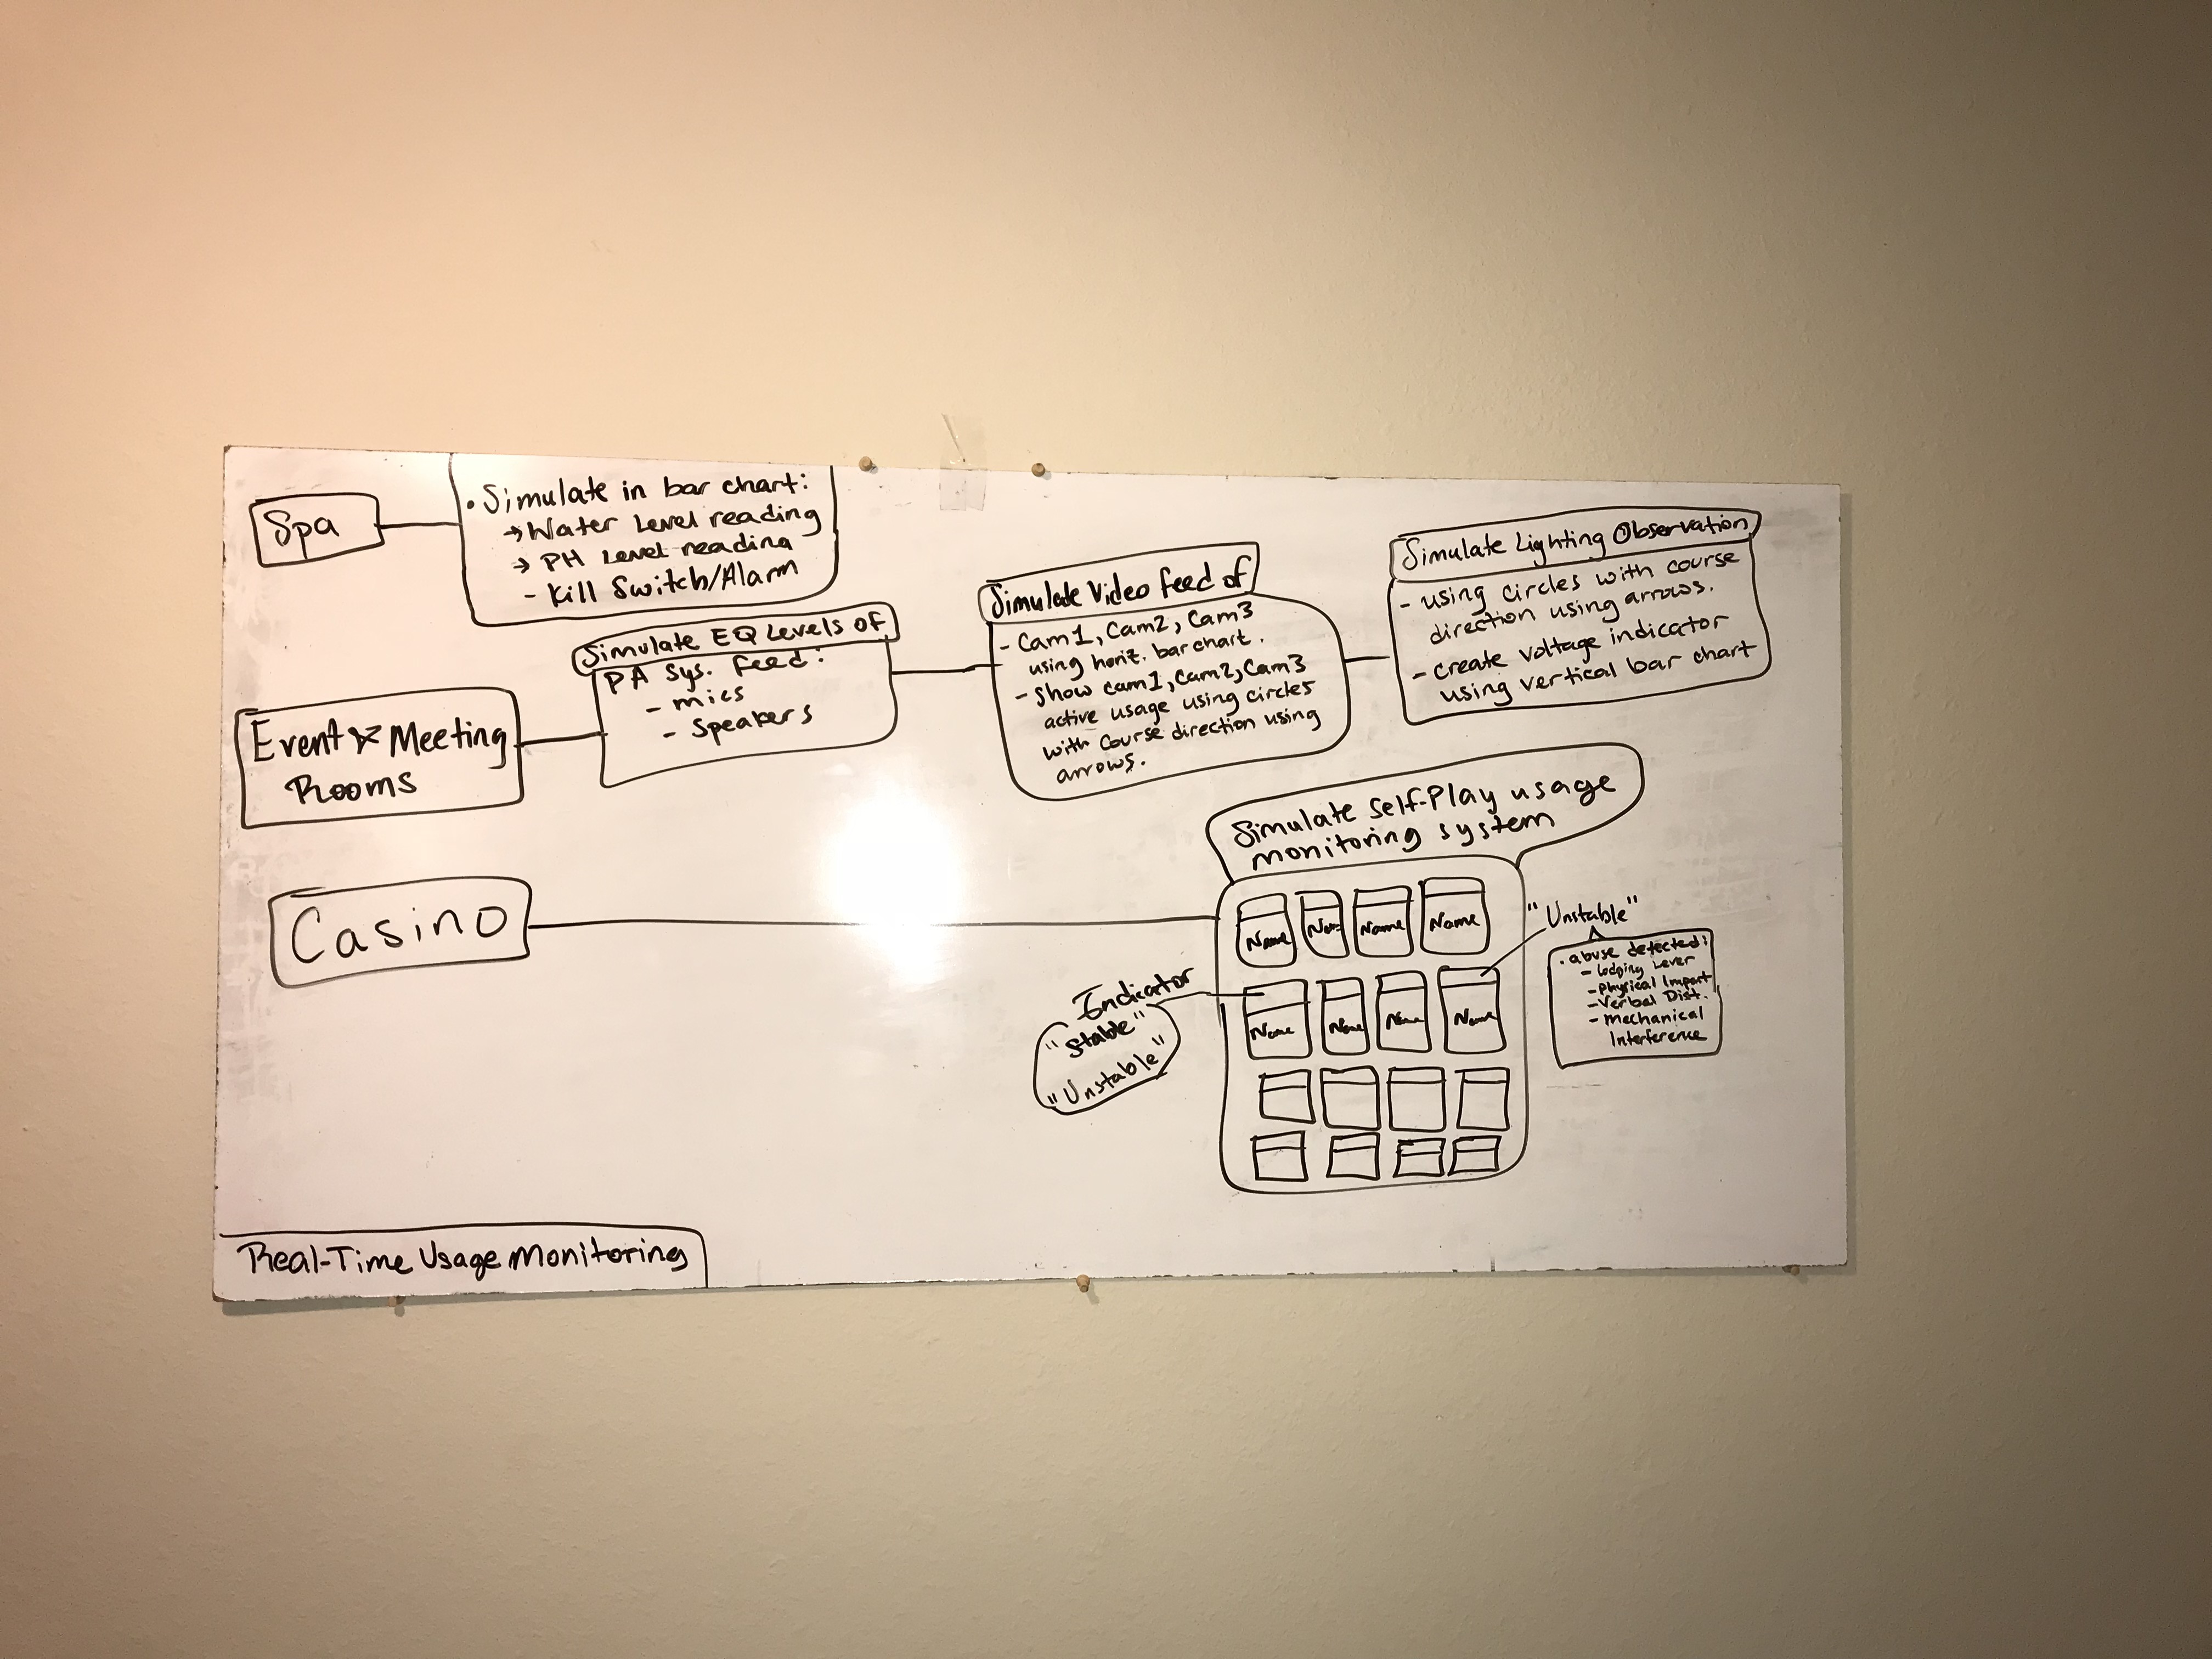 Spa
• Simulate in bar chart:
→ Water Level reading
→ PH Level reading
- Kill Switch/Alarm
Event & Meeting
Rooms
Simulate EQ Levels of
PA Sys. feed:
- mics
- Speakers
Simulate Video feed of
- Cam1, Cam2, Cam3
using horiz. bar chart.
- show cam1, Cam2, Cam3
active usage using circles
with course direction using
arrows.
Simulate Lighting Observation
- using circles with course
direction using arrows.
- create voltage indicator
using vertical bar chart
Casino
Simulate Self-Play usage
monitoring system
Name Name Name
"Unstable"
• abuse detected:
Lever
- Physical Impact
- Verbal Dist.
- Mechanical
Interference
Indicator
"Stable"
"Unstable"
Name Name Name Name
Real-Time Usage Monitoring